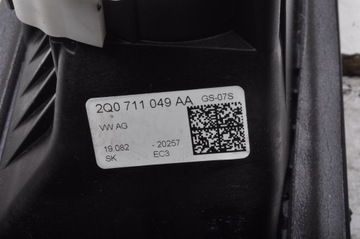 2Q0 711 049 AA GS-07S
VW AG
19.082 - 20257
SK EC3